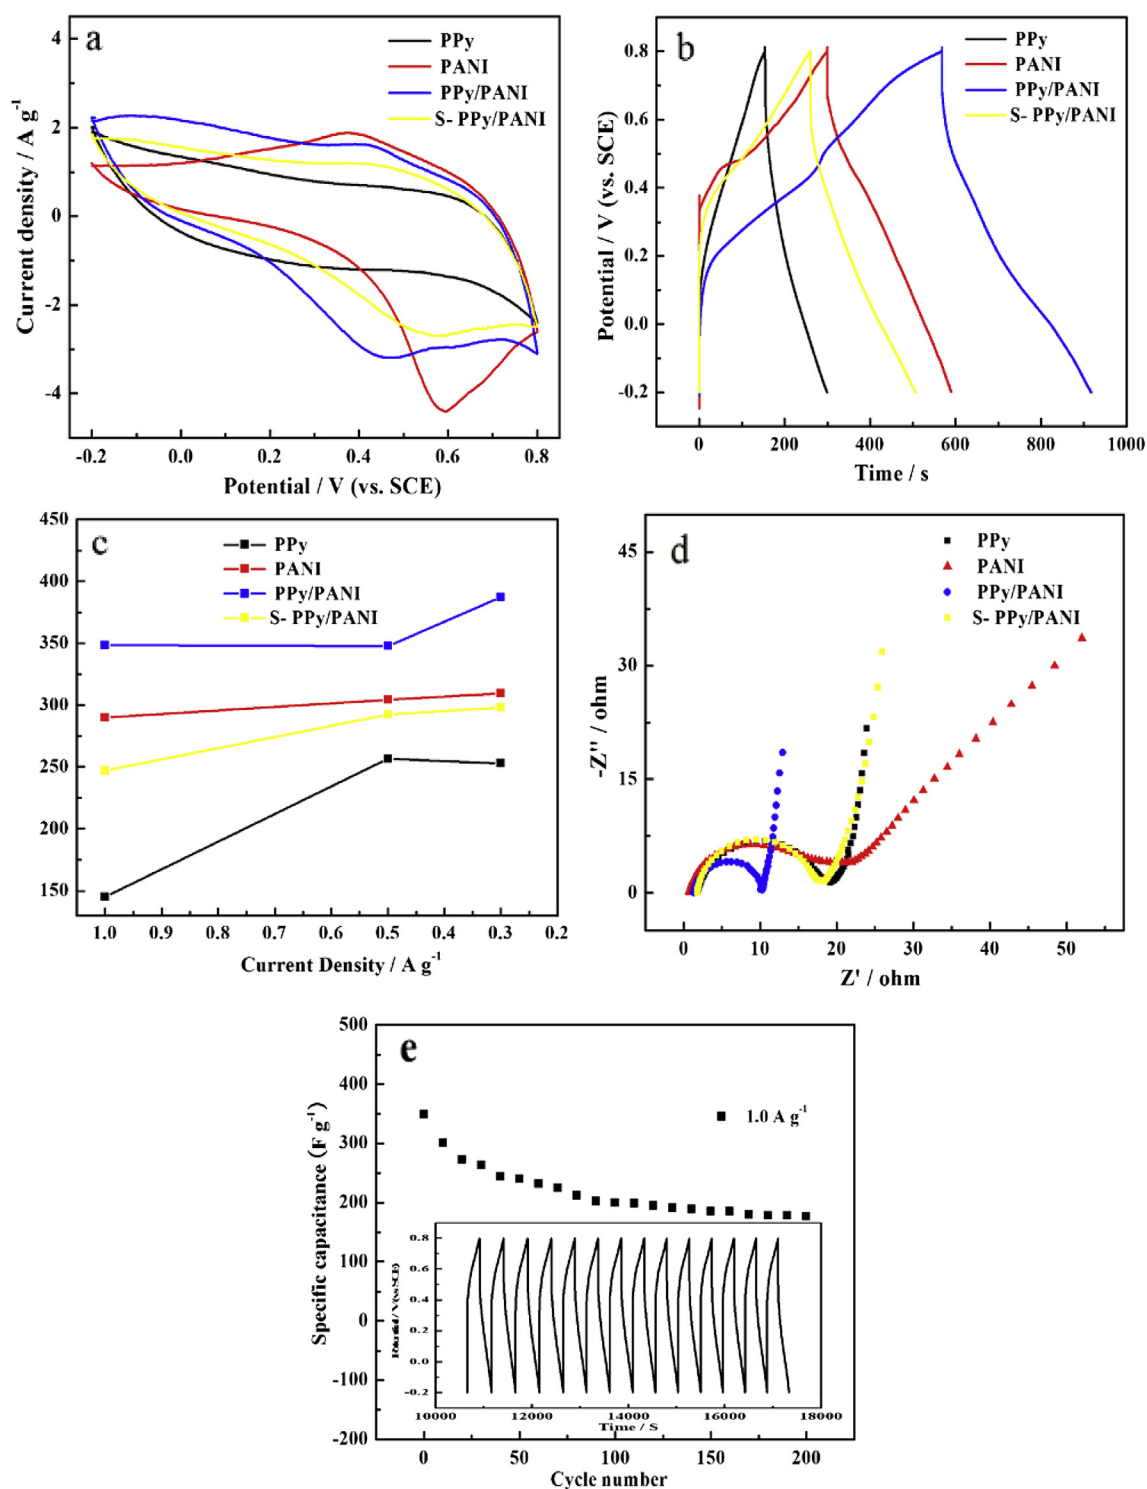 a
PPy
PANI
PPy/PANI
S- PPy/PANI
4
2
0
-2
-4
Current density / A g⁻¹
-0.2 0.0 0.2 0.4 0.6 0.8
Potential / V (vs. SCE)
b
PPy
PANI
PPy/PANI
S- PPy/PANI
0.8
0.6
0.4
0.2
0.0
-0.2
Potential / V (vs. SCE)
0 200 400 600 800 1000
Time / s
c
PPy
PANI
PPy/PANI
S- PPy/PANI
450
400
350
300
250
200
150
1.0 0.9 0.8 0.7 0.6 0.5 0.4 0.3 0.2
Current Density / A g⁻¹
d
PPy
PANI
PPy/PANI
S- PPy/PANI
45
30
15
0
-Z'' / ohm
0 10 20 30 40 50
Z' / ohm
e
1.0 A g⁻¹
500
400
300
200
100
0
-100
-200
Specific capacitance (F g⁻¹)
0.8
0.6
0.4
0.2
0.0
-0.2
Potential / V (vs SCE)
10000 12000 14000 16000 18000
Time / S
0 50 100 150 200
Cycle number